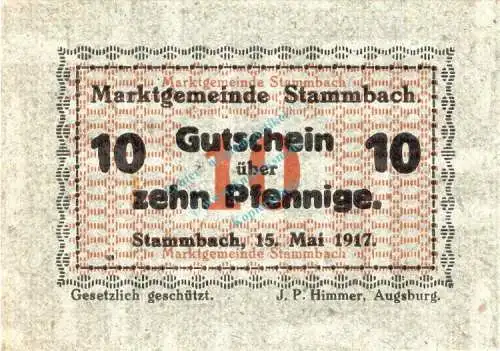 Marktgemeinde Stammbach
Marktgemeinde Stammbach.
10 Gutschein 10
10
über
zehn Pfennige.
Stammbach, 15. Mai 1917.
Marktgemeinde Stammbach
Gesetzlich geschützt. J. P. Himmer, Augsburg.